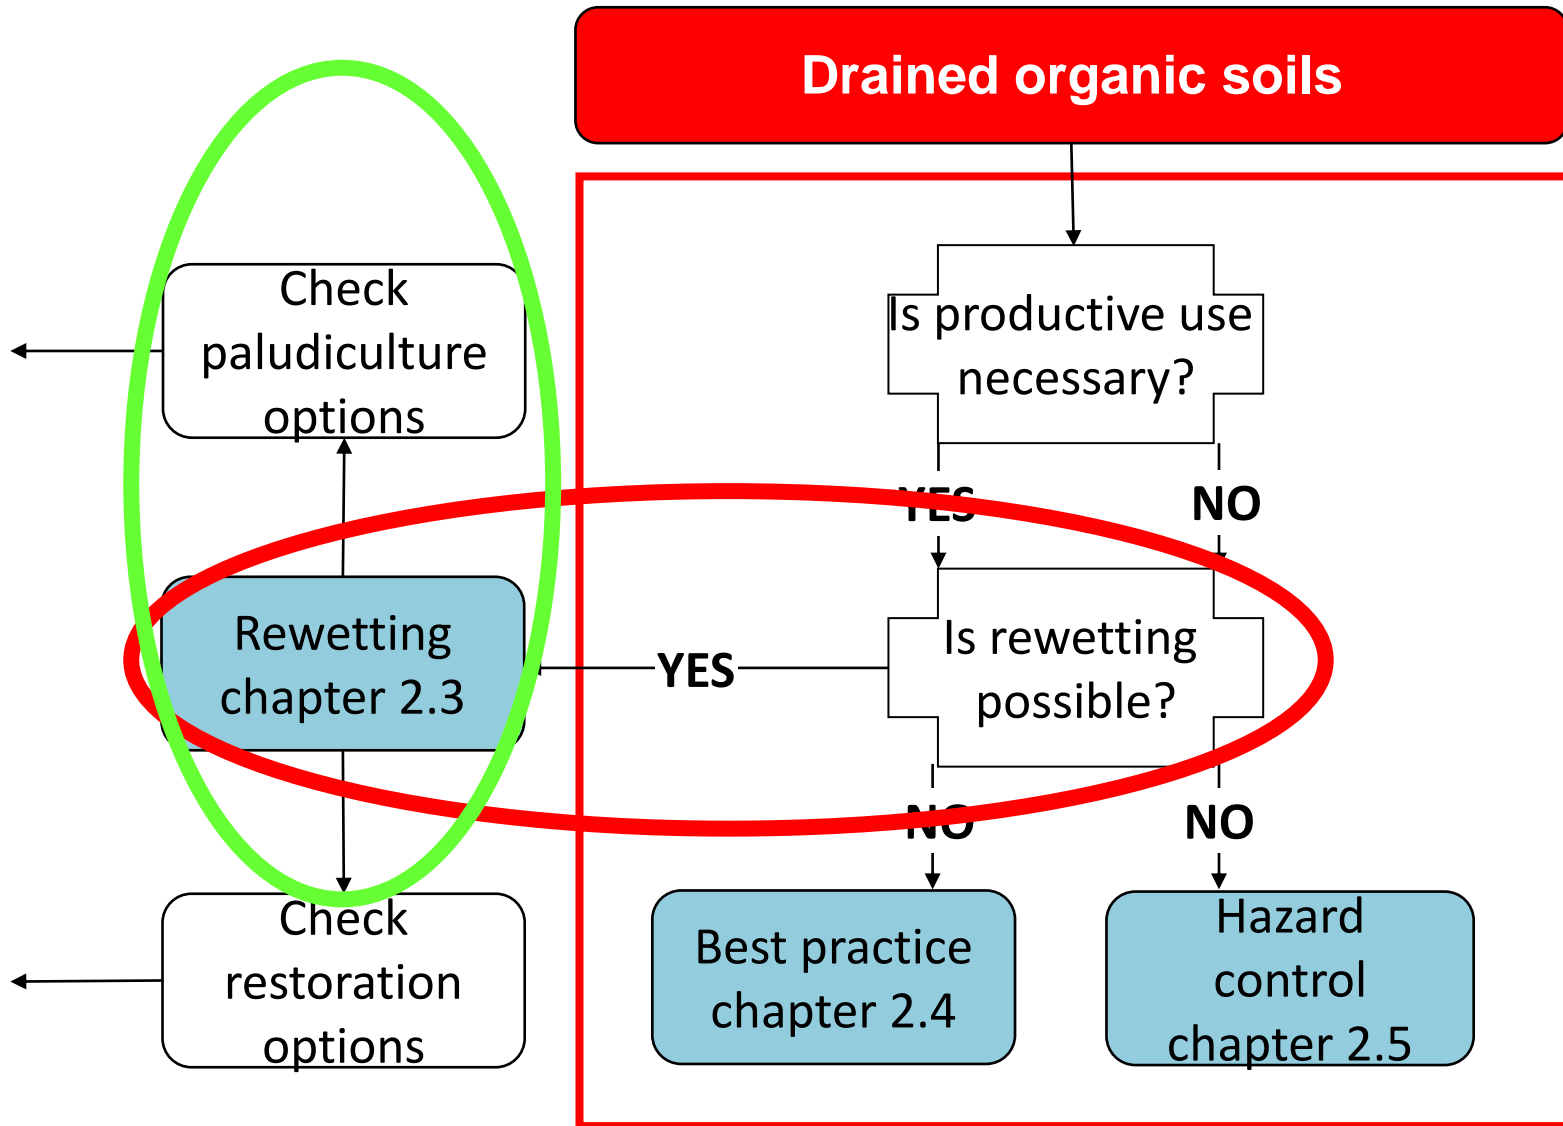 Drained organic soils
Is productive use
necessary?
YES
NO
Is rewetting
possible?
YES
NO
NO
Check
paludiculture
options
Rewetting
chapter 2.3
Check
restoration
options
Best practice
chapter 2.4
Hazard
control
chapter 2.5